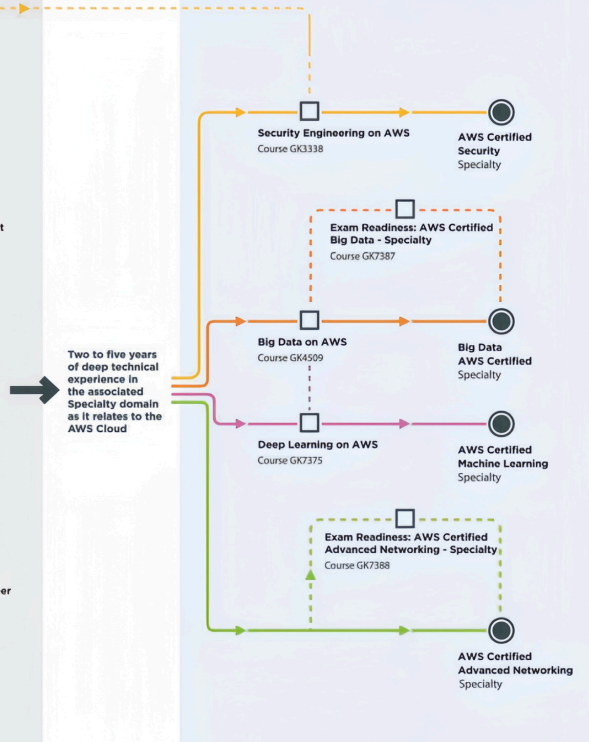 Security Engineering on AWS
Course GK3338
AWS Certified
Security
Specialty
t
Exam Readiness: AWS Certified
Big Data - Specialty
Course GK7387
Big Data on AWS
Course GK4509
Big Data
AWS Certified
Specialty
Two to five years
of deep technical
experience in
the associated
Specialty domain
as it relates to the
AWS Cloud
Deep Learning on AWS
Course GK7375
AWS Certified
Machine Learning
Specialty
Exam Readiness: AWS Certified
Advanced Networking - Specialty
Course GK7388
er
AWS Certified
Advanced Networking
Specialty